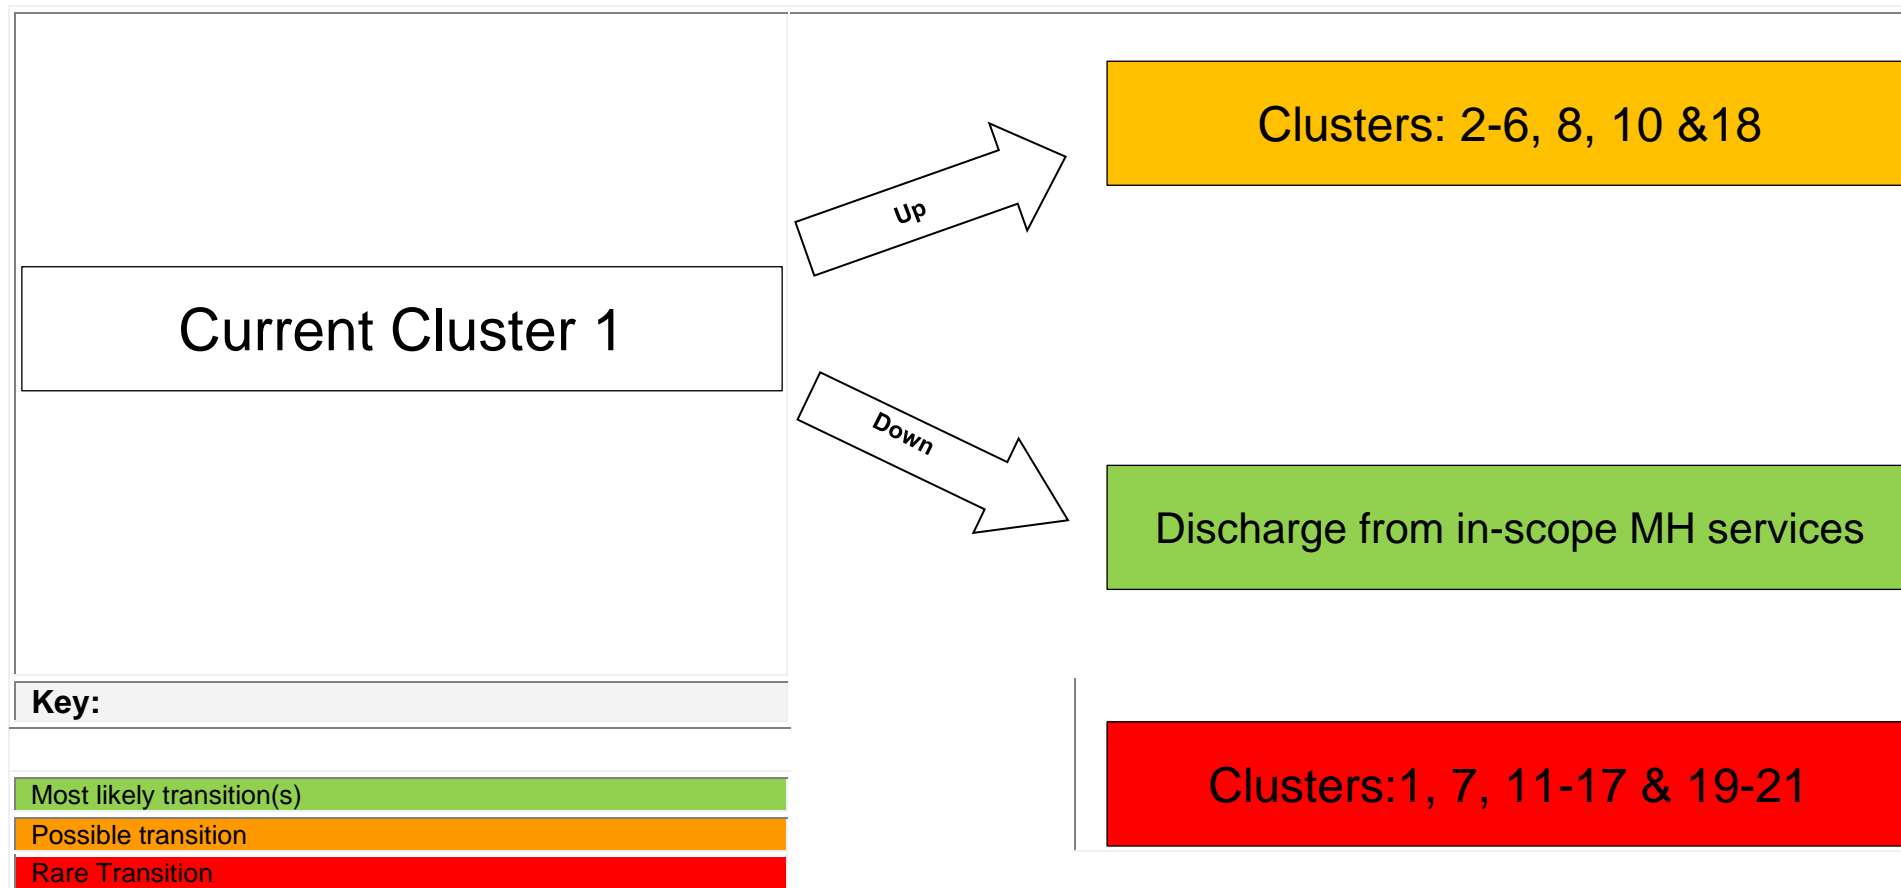 Clusters: 2-6, 8, 10 &18
Up
Current Cluster 1
Down
Discharge from in-scope MH services
Key:
Clusters:1, 7, 11-17 & 19-21
Most likely transition(s)
Possible transition
Rare Transition